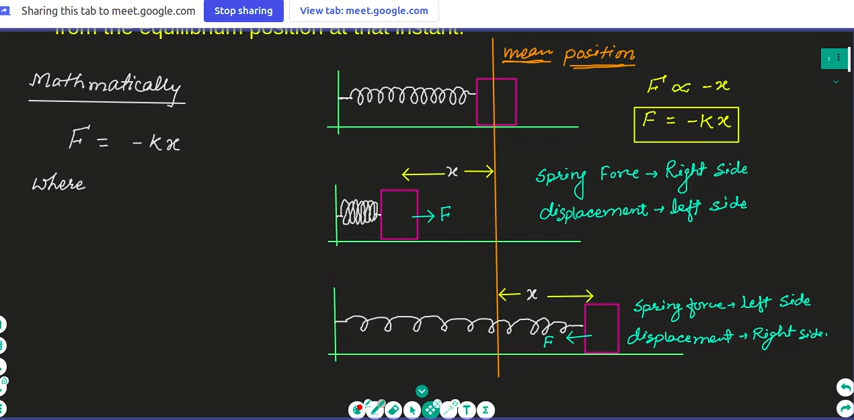 Sharing this tab to meet.google.com
Stop sharing
View tab: meet.google.com
from the equilibrium position at that instant.
mean position
Mathmatically
F = -kx
where
F ∝ -x
F = -kx
x
F
Spring Force → Right Side
displacement → left side
x
F
Spring force → Left Side
displacement → Right side.
1
T
Σ